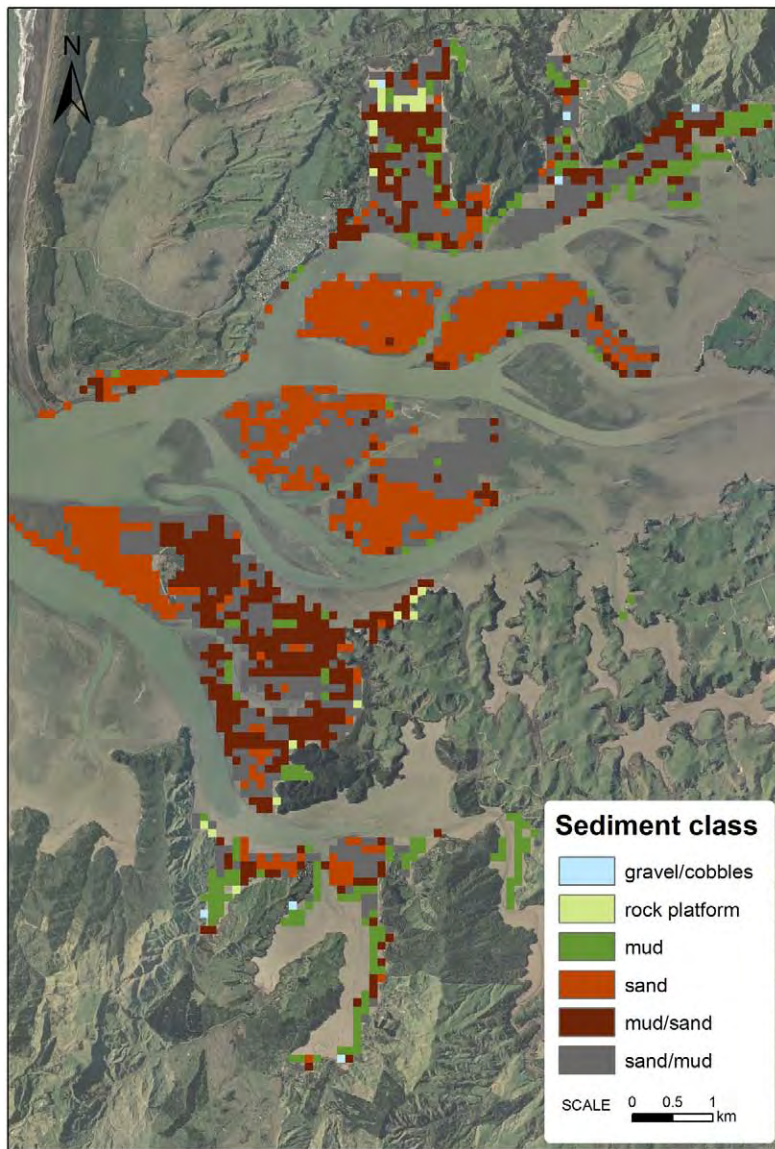 N
Sediment class
gravel/cobbles
rock platform
mud
sand
mud/sand
sand/mud
SCALE 0 0.5 1
km